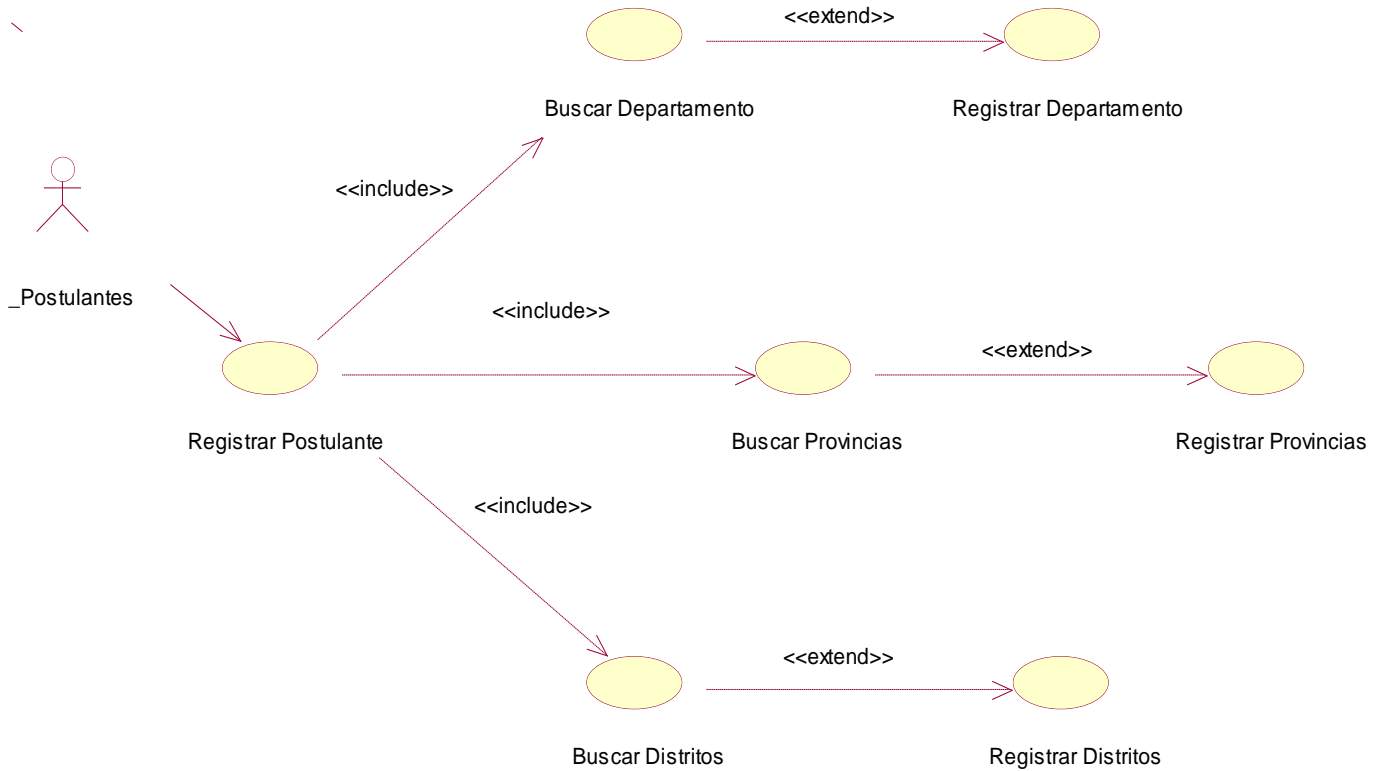 <<extend>>
Buscar Departamento
Registrar Departamento
<<include>>
_Postulantes
<<include>>
<<extend>>
Registrar Postulante
Buscar Provincias
Registrar Provincias
<<include>>
<<extend>>
Buscar Distritos
Registrar Distritos